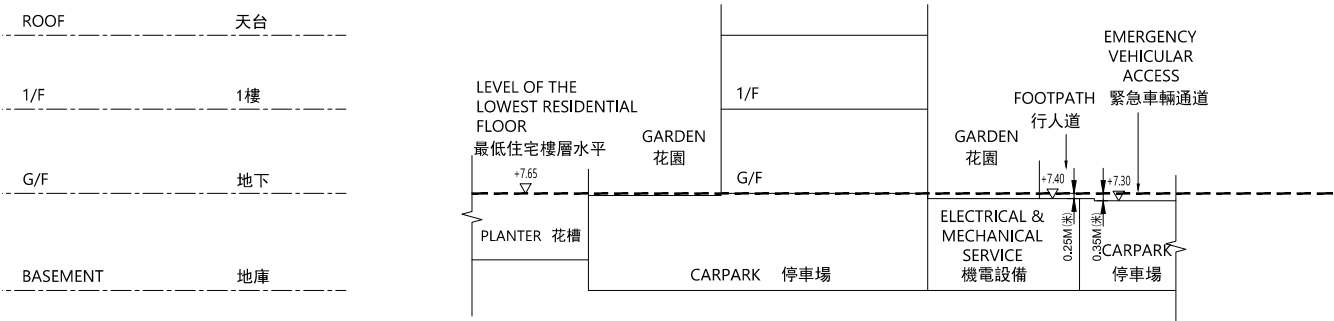 ROOF 天台
1/F 1樓
G/F 地下
BASEMENT 地庫
LEVEL OF THE
LOWEST RESIDENTIAL
FLOOR
最低住宅樓層水平
+7.65
PLANTER 花槽
GARDEN
花園
1/F
G/F
CARPARK 停車場
GARDEN
花園
FOOTPATH
行人道
EMERGENCY
VEHICULAR
ACCESS
緊急車輛通道
+7.40
+7.30
0.25M (米)
0.35M (米)
ELECTRICAL &
MECHANICAL
SERVICE
機電設備
CARPARK
停車場